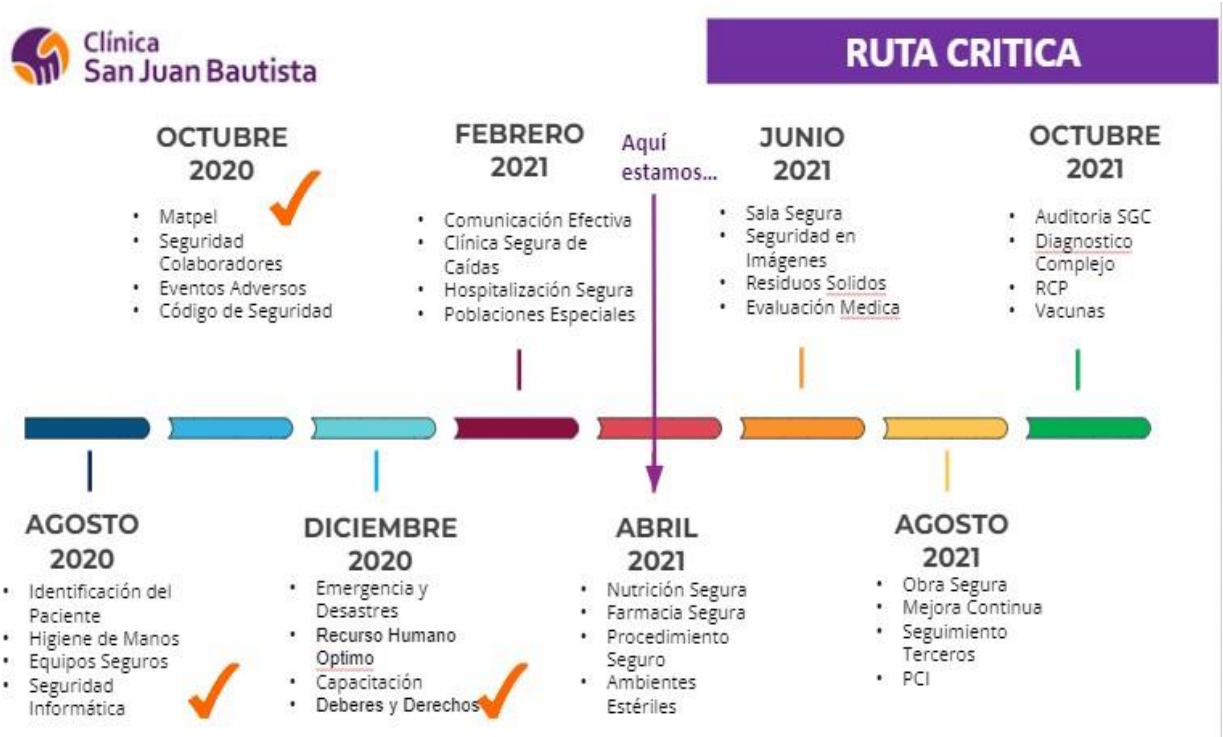 Clínica
San Juan Bautista
RUTA CRITICA
OCTUBRE
2020
• Matpel
• Seguridad
Colaboradores
• Eventos Adversos
• Código de Seguridad
FEBRERO
2021
• Comunicación Efectiva
• Clínica Segura de
Caídas
• Hospitalización Segura
• Poblaciones Especiales
Aquí
estamos...
JUNIO
2021
• Sala Segura
• Seguridad en
Imágenes
• Residuos Solidos
• Evaluación Medica
OCTUBRE
2021
• Auditoria SGC
• Diagnostico
Complejo
• RCP
• Vacunas
AGOSTO
2020
• Identificación del
Paciente
• Higiene de Manos
• Equipos Seguros
• Seguridad
Informática
DICIEMBRE
2020
• Emergencia y
Desastres
• Recurso Humano
Optimo
• Capacitación
• Deberes y Derechos
ABRIL
2021
• Nutrición Segura
• Farmacia Segura
• Procedimiento
Seguro
• Ambientes
Estériles
AGOSTO
2021
• Obra Segura
• Mejora Continua
• Seguimiento
Terceros
• PCI